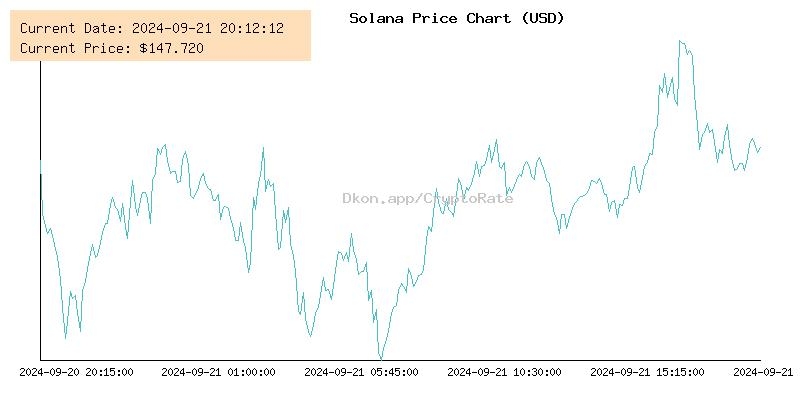 Solana Price Chart (USD)
Current Date: 2024-09-21 20:12:12
Current Price: $147.720
Dkon.app/CryptoRate
2024-09-20 20:15:00 2024-09-21 01:00:00 2024-09-21 05:45:00 2024-09-21 10:30:00 2024-09-21 15:15:00 2024-09-21